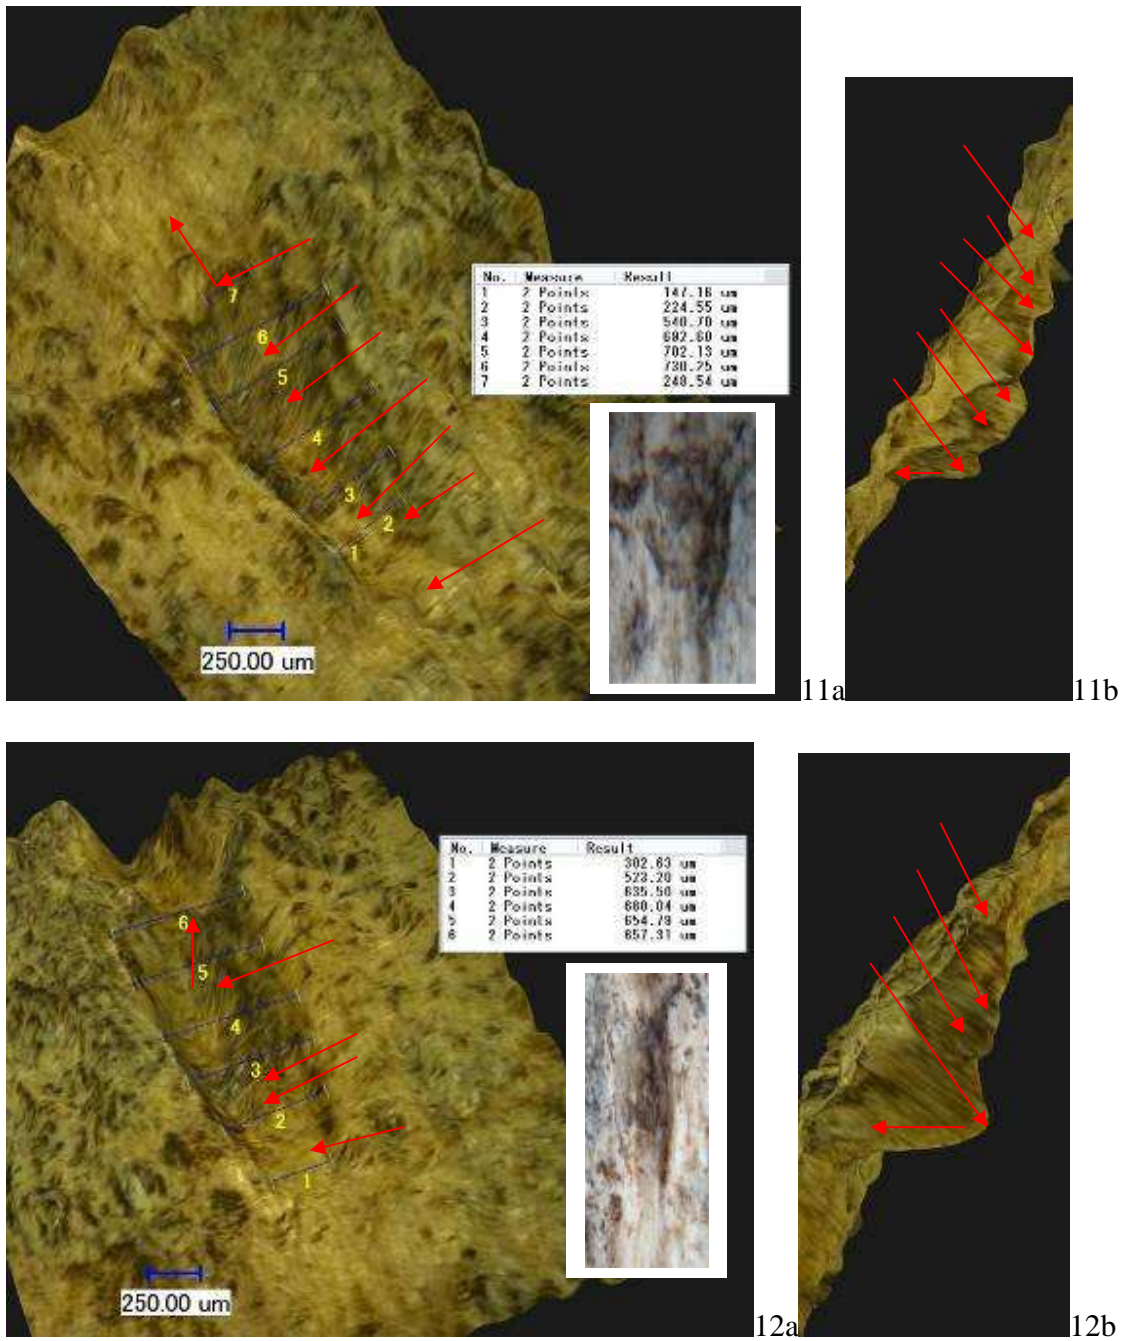 No. Measure Result
1 2 Points 147.16 um
2 2 Points 224.55 um
3 2 Points 540.70 um
4 2 Points 682.60 um
5 2 Points 702.13 um
6 2 Points 730.25 um
7 2 Points 248.54 um
7
6
5
4
3
2
1
250.00 um
11a
11b
No. Measure Result
1 2 Points 302.63 um
2 2 Points 523.20 um
3 2 Points 635.50 um
4 2 Points 680.04 um
5 2 Points 654.79 um
6 2 Points 657.31 um
6
5
4
3
2
1
250.00 um
12a
12b